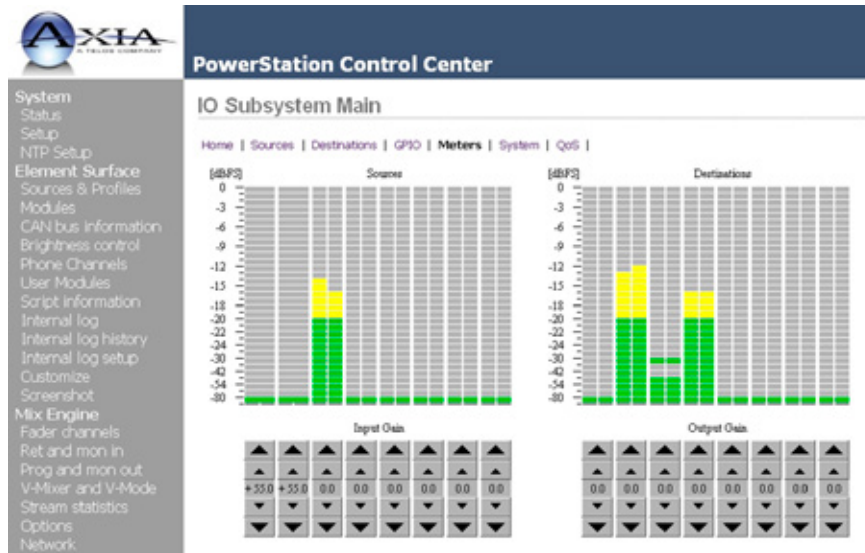 AXIA
A TELOS COMPANY
PowerStation Control Center
System
Status
Setup
NTP Setup
Element Surface
Sources & Profiles
Modules
CAN bus information
Brightness control
Phone Channels
User Modules
Script information
Internal log
Internal log history
Internal log setup
Customize
Screenshot
Mix Engine
Fader channels
Ret and mon in
Prog and mon out
V-Mixer and V-Mode
Stream statistics
Options
Network
IO Subsystem Main
Home | Sources | Destinations | GPIO | Meters | System | QoS |
[dBFS] Sources
0
-3
-6
-9
-12
-15
-18
-20
-22
-24
-30
-42
-54
-80
Input Gain
+55.0 +55.0 0.0 0.0 0.0 0.0 0.0 0.0
[dBFS] Destinations
0
-3
-6
-9
-12
-15
-18
-20
-22
-24
-30
-42
-54
-80
Output Gain
0.0 0.0 0.0 0.0 0.0 0.0 0.0 0.0